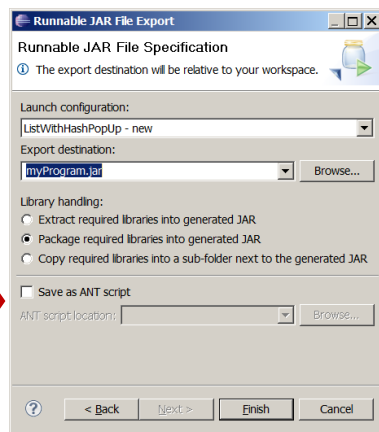 Runnable JAR File Export
Runnable JAR File Specification
The export destination will be relative to your workspace.
Launch configuration:
ListWithHashPopUp - new
Export destination:
myProgram.jar Browse...
Library handling:
Extract required libraries into generated JAR
Package required libraries into generated JAR
Copy required libraries into a sub-folder next to the generated JAR
Save as ANT script
ANT script location: Browse...
? < Back Next > Finish Cancel